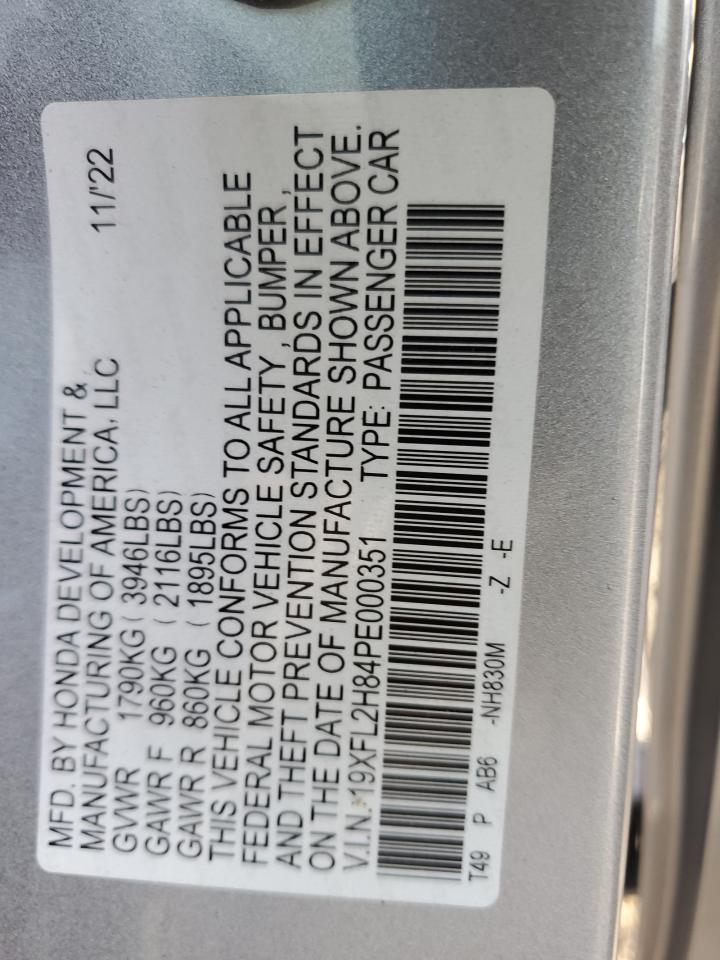 MFD. BY HONDA DEVELOPMENT &
MANUFACTURING OF AMERICA, LLC 11/'22
GVWR 1790KG ( 3946LBS)
GAWR F 960KG ( 2116LBS)
GAWR R 860KG ( 1895LBS)
THIS VEHICLE CONFORMS TO ALL APPLICABLE
FEDERAL MOTOR VEHICLE SAFETY , BUMPER ,
AND THEFT PREVENTION STANDARDS IN EFFECT
ON THE DATE OF MANUFACTURE SHOWN ABOVE.
V.I.N.:19XFL2H84PE000351 TYPE: PASSENGER CAR
T49 P AB6 -NH830M -Z -E